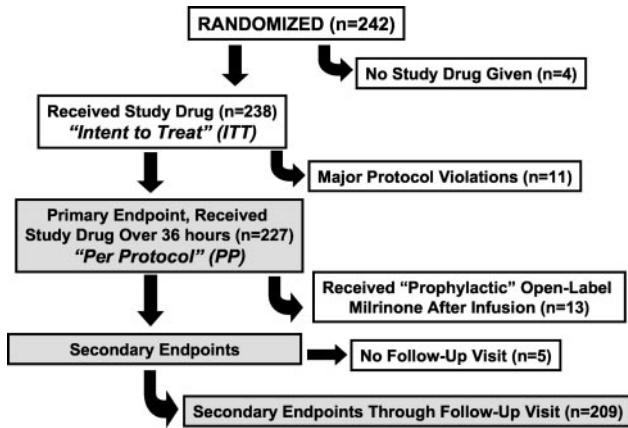 RANDOMIZED (n=242)
No Study Drug Given (n=4)
Received Study Drug (n=238)
“Intent to Treat” (ITT)
Major Protocol Violations (n=11)
Primary Endpoint, Received
Study Drug Over 36 hours (n=227)
“Per Protocol” (PP)
Received “Prophylactic” Open-Label
Milrinone After Infusion
(n=13)
Secondary Endpoints
No Follow-Up Visit (n=5)
Secondary Endpoints Through Follow-Up Visit (n=209)